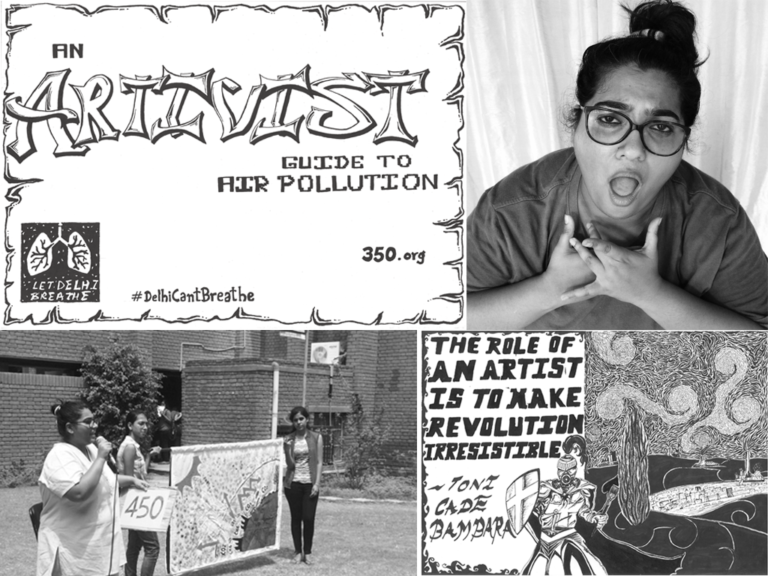 AN
ARTIVIST
GUIDE TO
AIR POLLUTION
350.org
LET DELHI
BREATHE
#DelhiCantBreathe
450
THE ROLE OF
AN ARTIST
IS TO MAKE
REVOLUTION
IRRESISTIBLE
~TONI
CADE
BAMBARA